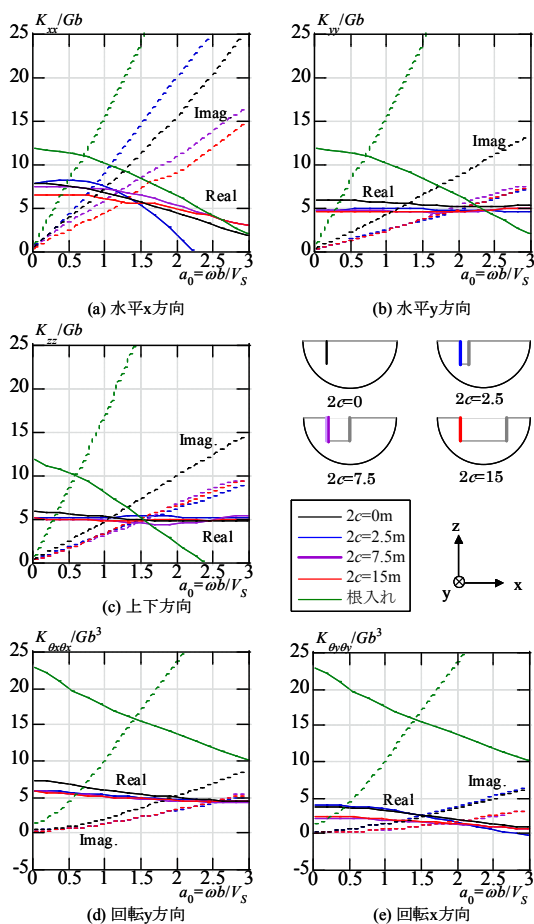 K_xx/Gb
25
20
15
10
5
0
Imag.
Real
0 0.5 1 1.5 2 2.5 3
a_0=ωb/V_S
(a) 水平x方向
K_yy/Gb
25
20
15
10
5
0
Imag.
Real
0 0.5 1 1.5 2 2.5 3
a_0=ωb/V_S
(b) 水平y方向
K_zz/Gb
25
20
15
10
5
0
Imag.
Real
0 0.5 1 1.5 2 2.5 3
a_0=ωb/V_S
(c) 上下方向
2c=0
2c=2.5
2c=7.5
2c=15
2c=0m
2c=2.5m
2c=7.5m
2c=15m
根入れ
z
y
x
K_θxθx/Gb^3
25
20
15
10
5
0
-5
Real
Imag.
0 0.5 1 1.5 2 2.5 3
a_0=ωb/V_S
(d) 回転y方向
K_θyθy/Gb^3
25
20
15
10
5
0
-5
Imag.
Real
0 0.5 1 1.5 2 2.5 3
a_0=ωb/V_S
(e) 回転x方向